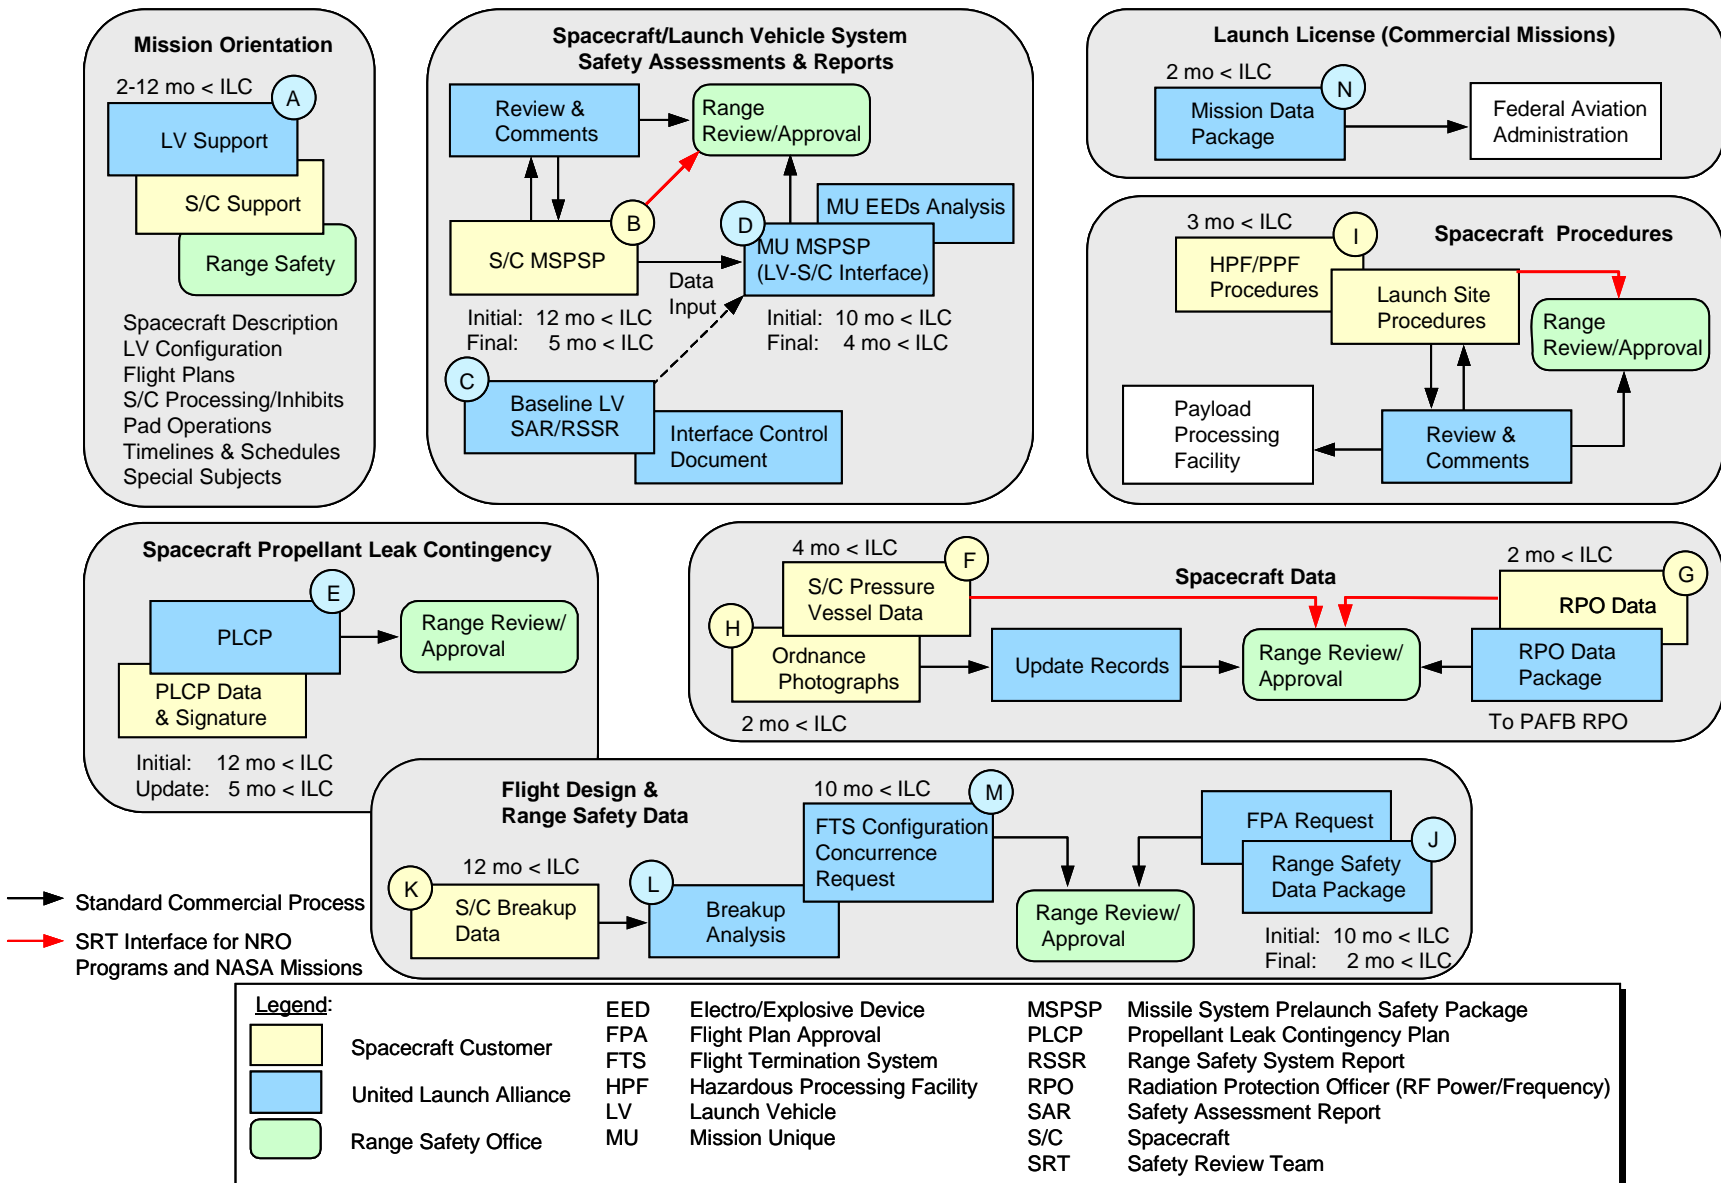 Mission Orientation
2-12 mo < ILC
A
LV Support
S/C Support
Range Safety
Spacecraft Description
LV Configuration
Flight Plans
S/C Processing/Inhibits
Pad Operations
Timelines & Schedules
Special Subjects
Spacecraft/Launch Vehicle System
Safety Assessments & Reports
Review &
Comments
Range
Review/Approval
B
S/C MSPSP
D
MU EEDs Analysis
MU MSPSP
(LV-S/C Interface)
Data
Input
Initial: 12 mo < ILC
Final: 5 mo < ILC
Initial: 10 mo < ILC
Final: 4 mo < ILC
C
Baseline LV
SAR/RSSR
Interface Control
Document
Launch License (Commercial Missions)
2 mo < ILC
N
Mission Data
Package
Federal Aviation
Administration
3 mo < ILC
I
Spacecraft Procedures
HPF/PPF
Procedures
Launch Site
Procedures
Range
Review/Approval
Payload
Processing
Facility
Review &
Comments
Spacecraft Propellant Leak Contingency
E
PLCP
Range Review/
Approval
PLCP Data
& Signature
Initial: 12 mo < ILC
Update: 5 mo < ILC
4 mo < ILC
F
Spacecraft Data
2 mo < ILC
G
S/C Pressure
Vessel Data
RPO Data
H
Ordnance
Photographs
Update Records
Range Review/
Approval
RPO Data
Package
2 mo < ILC
To PAFB RPO
Flight Design &
Range Safety Data
10 mo < ILC
M
FTS Configuration
Concurrence
Request
FPA Request
J
Range Safety
Data Package
12 mo < ILC
K
S/C Breakup
Data
L
Breakup
Analysis
Range Review/
Approval
Initial: 10 mo < ILC
Final: 2 mo < ILC
Standard Commercial Process
SRT Interface for NRO
Programs and NASA Missions
Legend:
Spacecraft Customer
United Launch Alliance
Range Safety Office
EED Electro/Explosive Device
FPA Flight Plan Approval
FTS Flight Termination System
HPF Hazardous Processing Facility
LV Launch Vehicle
MU Mission Unique
MSPSP Missile System Prelaunch Safety Package
PLCP Propellant Leak Contingency Plan
RSSR Range Safety System Report
RPO Radiation Protection Officer (RF Power/Frequency)
SAR Safety Assessment Report
S/C Spacecraft
SRT Safety Review Team